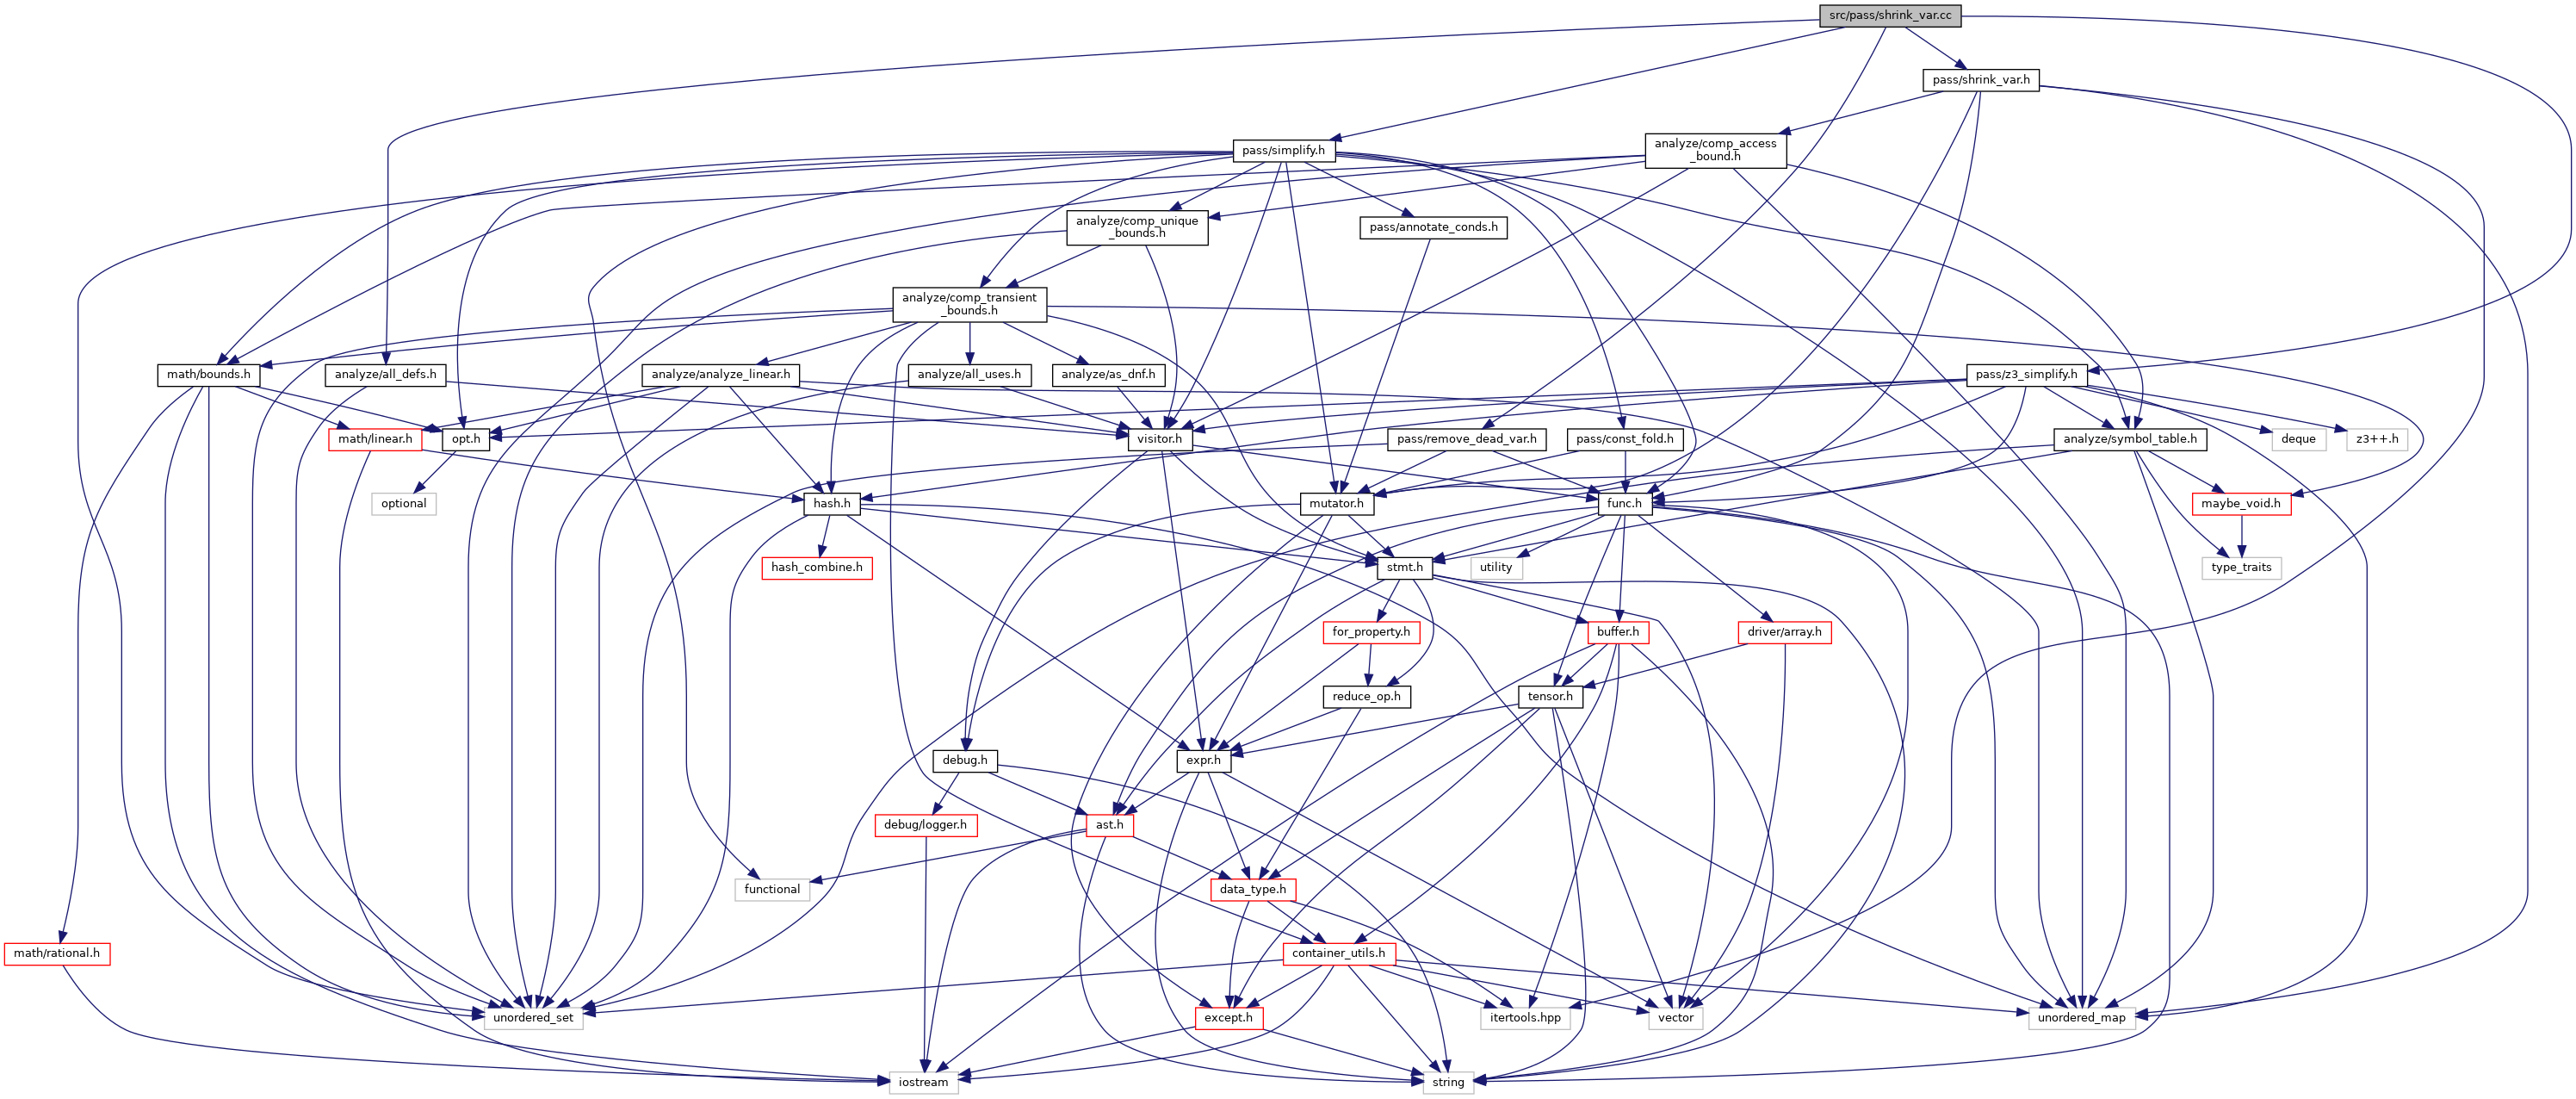 src/pass/shrink_var.cc
pass/shrink_var.h
pass/simplify.h
analyze/comp_access
_bound.h
analyze/comp_unique
_bounds.h
pass/annotate_conds.h
analyze/comp_transient
_bounds.h
math/bounds.h
analyze/all_defs.h
analyze/analyze_linear.h
analyze/all_uses.h
analyze/as_dnf.h
pass/z3_simplify.h
math/linear.h
opt.h
visitor.h
pass/remove_dead_var.h
pass/const_fold.h
analyze/symbol_table.h
deque
z3++.h
optional
hash.h
mutator.h
func.h
maybe_void.h
hash_combine.h
stmt.h
utility
type_traits
for_property.h
buffer.h
driver/array.h
reduce_op.h
tensor.h
debug.h
expr.h
debug/logger.h
ast.h
functional
data_type.h
math/rational.h
container_utils.h
unordered_set
except.h
itertools.hpp
vector
unordered_map
iostream
string